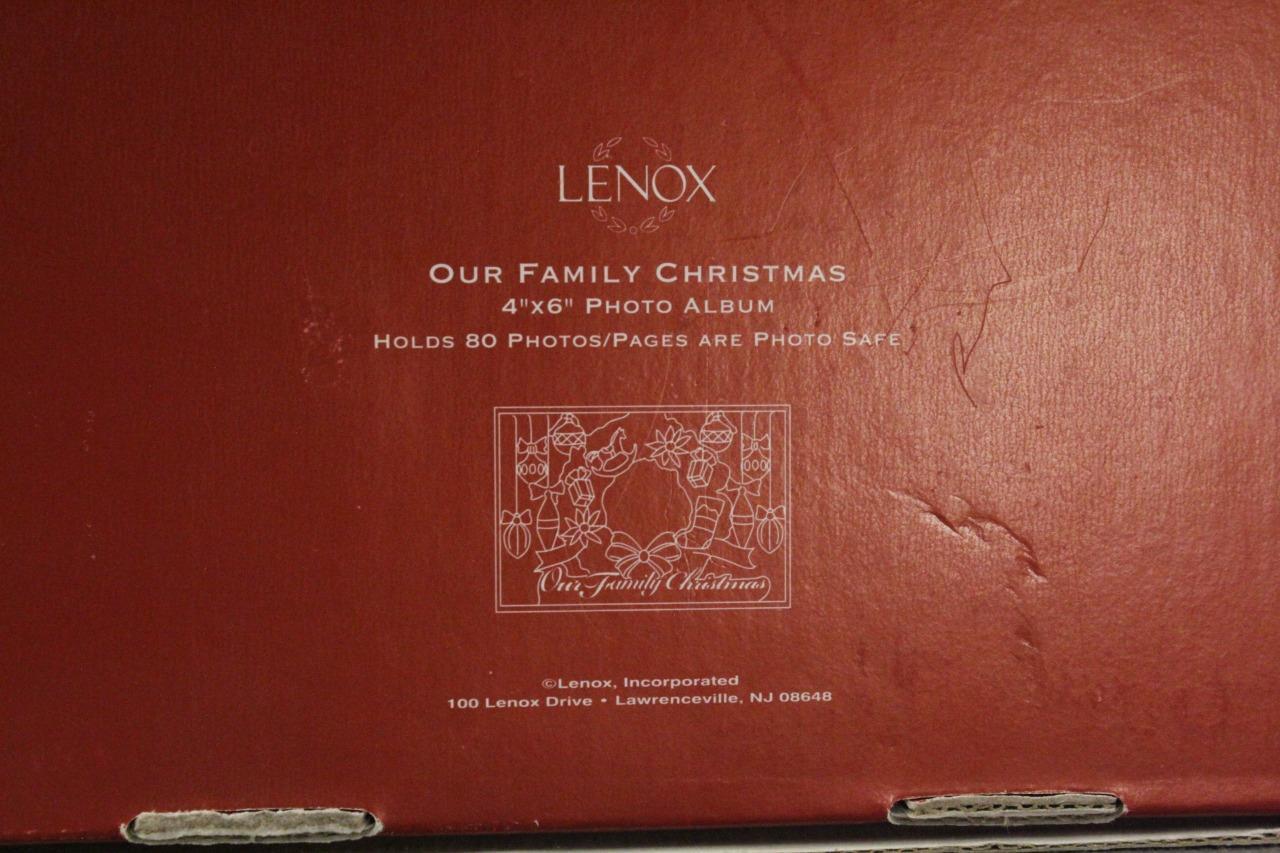 LENOX
OUR FAMILY CHRISTMAS
4"x6" PHOTO ALBUM
HOLDS 80 PHOTOS/PAGES ARE PHOTO SAFE
Our Family Christmas
©Lenox, Incorporated
100 Lenox Drive • Lawrenceville, NJ 08648